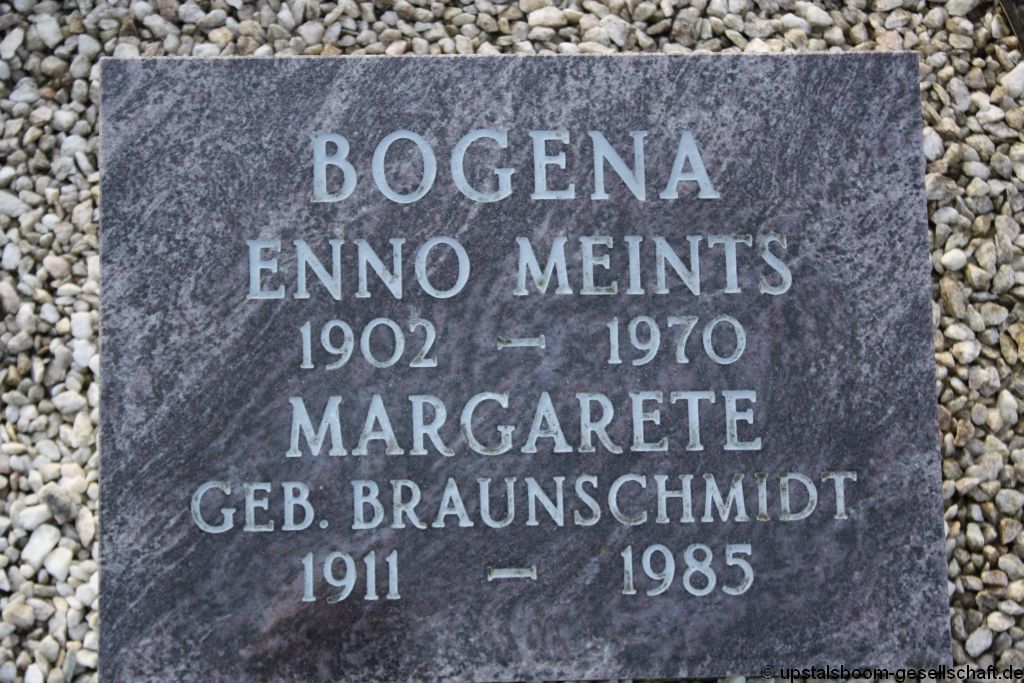 BOGENA
ENNO MEINTS
1902 – 1970
MARGARETE
GEB. BRAUNSCHMIDT
1911 – 1985
© upstalsboom-gesellschaft.de